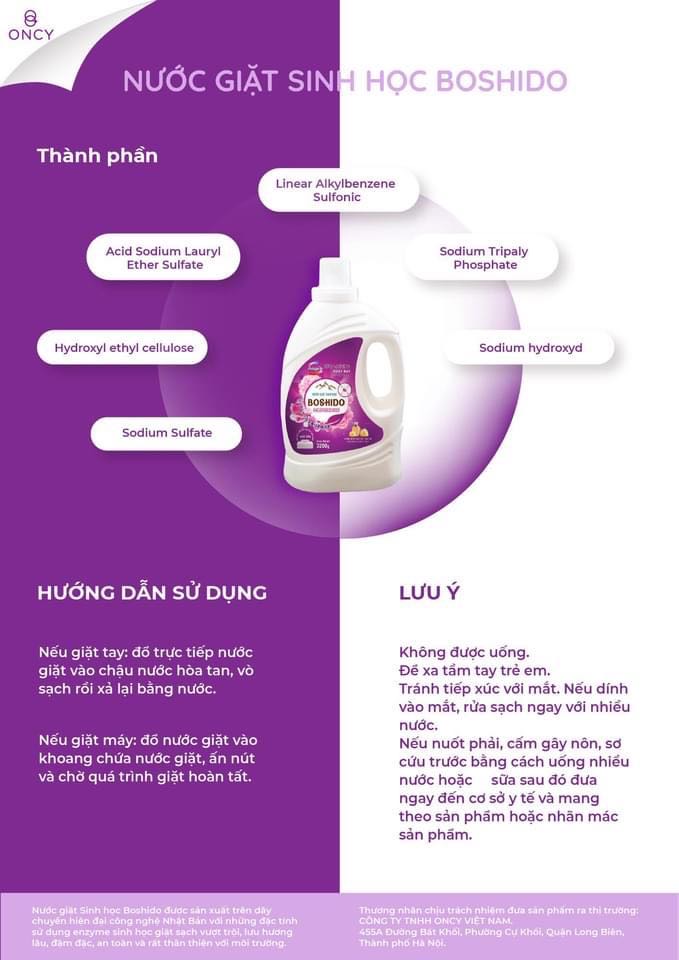 ONCY
NƯỚC GIẶT SINH HỌC BOSHIDO
Thành phần
Linear Alkylbenzene
Sulfonic
Acid Sodium Lauryl
Ether Sulfate
Sodium Tripaly
Phosphate
Hydroxyl ethyl cellulose
Sodium hydroxyd
Sodium Sulfate
BOSHIDO
3200g
HƯỚNG DẪN SỬ DỤNG
Nếu giặt tay: đổ trực tiếp nước
giặt vào chậu nước hòa tan, vò
sạch rồi xả lại bằng nước.
Nếu giặt máy: đổ nước giặt vào
khoang chứa nước giặt, ấn nút
và chờ quá trình giặt hoàn tất.
LƯU Ý
Không được uống.
Để xa tầm tay trẻ em.
Tránh tiếp xúc với mắt. Nếu dính
vào mắt, rửa sạch ngay với nhiều
nước.
Nếu nuốt phải, cấm gây nôn, sơ
cứu trước bằng cách uống nhiều
nước hoặc sữa sau đó đưa
ngay đến cơ sở y tế và mang
theo sản phẩm hoặc nhãn mác
sản phẩm.
Nước giặt Sinh học Boshido được sản xuất trên dây
chuyền hiện đại công nghệ Nhật Bản với những đặc tính
sử dụng enzyme sinh học giặt sạch vượt trội, lưu hương
lâu, đậm đặc, an toàn và rất thân thiện với môi trường.
Thương nhân chịu trách nhiệm đưa sản phẩm ra thị trường:
CÔNG TY TNHH ONCY VIỆT NAM.
455A Đường Bát Khối, Phường Cự Khối, Quận Long Biên,
Thành phố Hà Nội.